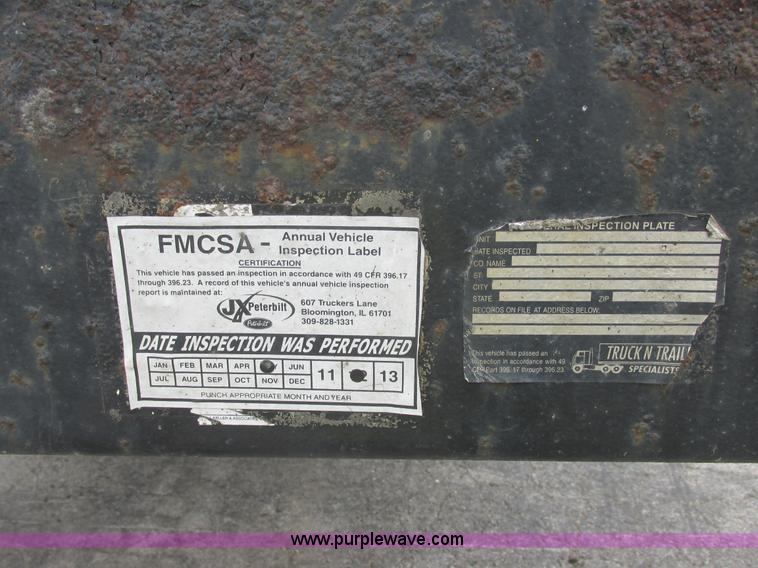 FMCSA - Annual Vehicle
Inspection Label
CERTIFICATION
This vehicle has passed an inspection in accordance with 49 CFR 396.17
through 396.23. A record of this vehicle's annual vehicle inspection
report is maintained at:
JX Peterbilt
Peterbilt
607 Truckers Lane
Bloomington, IL 61701
309-828-1331
DATE INSPECTION WAS PERFORMED
JAN FEB MAR APR JUN 11 13
JUL AUG SEP OCT NOV DEC
PUNCH APPROPRIATE MONTH AND YEAR
INSPECTION PLATE
UNIT
DATE INSPECTED
CO. NAME
ST
CITY
STATE ZIP
RECORDS ON FILE AT ADDRESS BELOW:
This vehicle has passed an
inspection in accordance with 49
CFR Part 396.17 through 396.23.
TRUCK N TRAIL
SPECIALISTS
www.purplewave.com